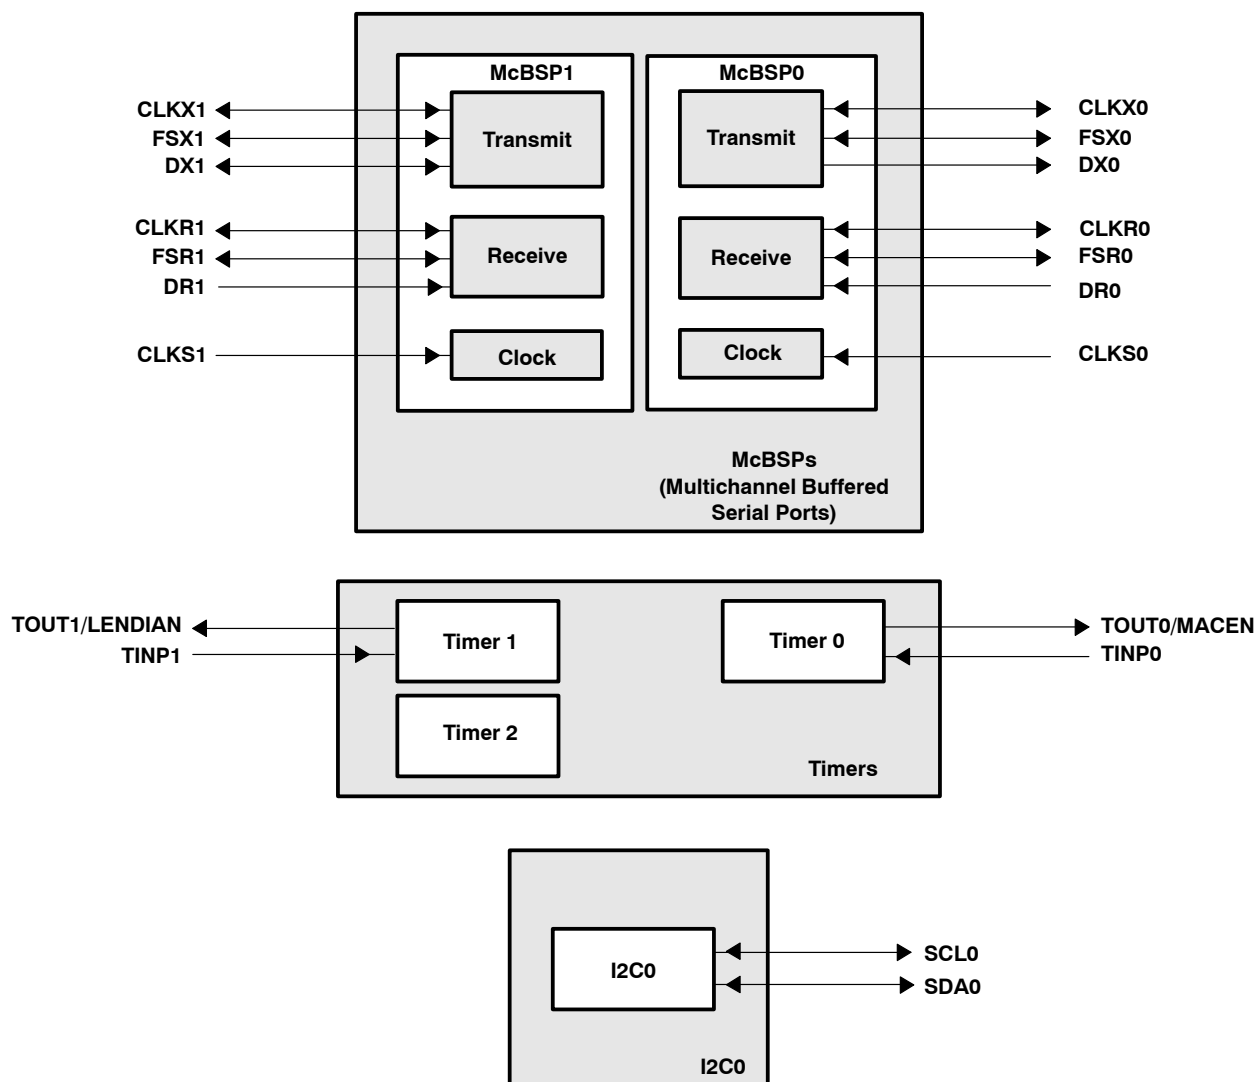 McBSP1
McBSP0
CLKX1
FSX1
DX1
Transmit
Transmit
CLKX0
FSX0
DX0
CLKR1
FSR1
DR1
Receive
Receive
CLKR0
FSR0
DR0
CLKS1
Clock
Clock
CLKS0
McBSPs
(Multichannel Buffered
Serial Ports)
TOUT1/LENDIAN
TINP1
Timer 1
Timer 0
TOUT0/MACEN
TINP0
Timer 2
Timers
I2C0
SCL0
SDA0
I2C0